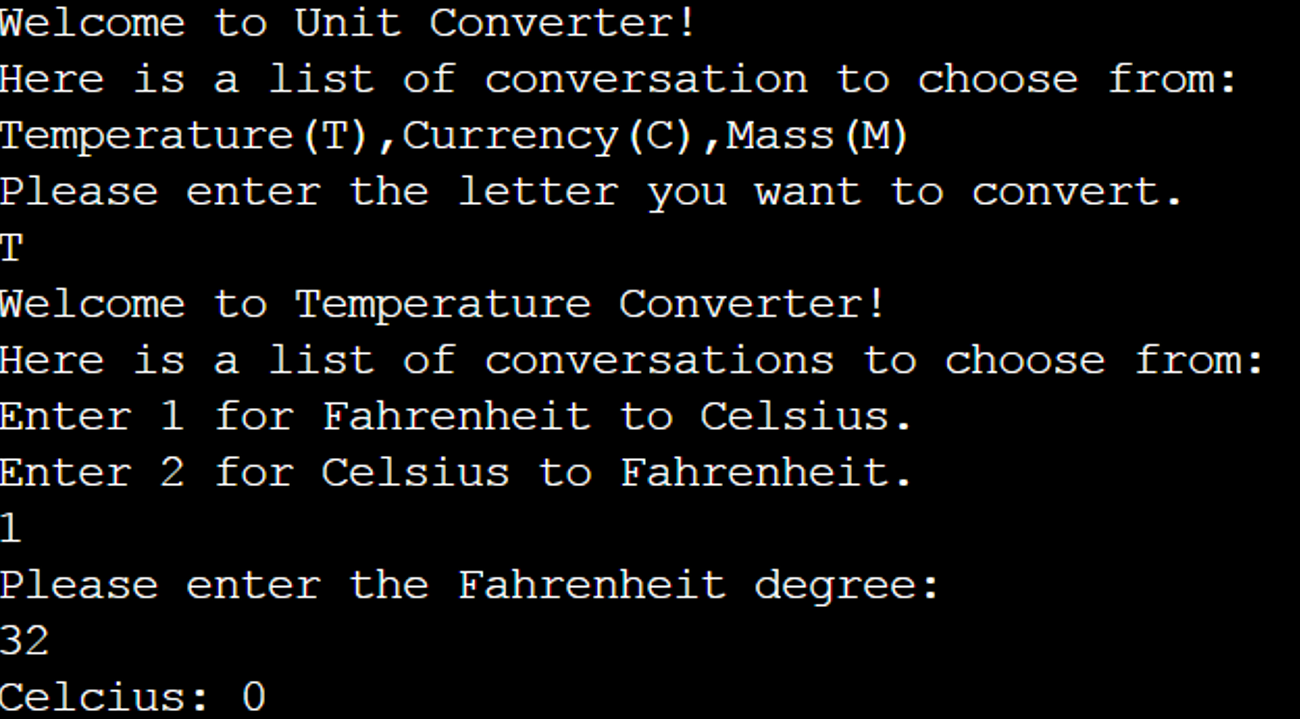 Welcome to Unit Converter!
Here is a list of conversation to choose from:
Temperature(T),Currency(C),Mass(M)
Please enter the letter you want to convert.
T
Welcome to Temperature Converter!
Here is a list of conversations to choose from:
Enter 1 for Fahrenheit to Celsius.
Enter 2 for Celsius to Fahrenheit.
1
Please enter the Fahrenheit degree:
32
Celcius: 0